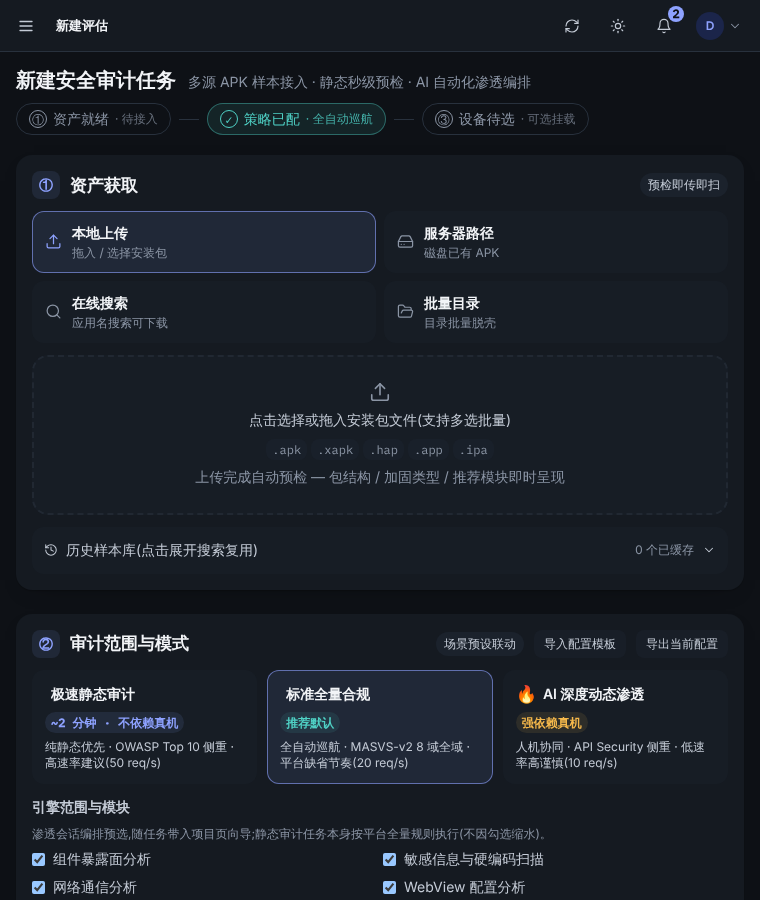 新建评估
2
D
新建安全审计任务 多源 APK 样本接入 · 静态秒级预检 · AI 自动化渗透编排
① 资产就绪 · 待接入 ✓ 策略已配 · 全自动巡航 ③ 设备待选 · 可选挂载
① 资产获取 预检即传即扫
本地上传
拖入 / 选择安装包
服务器路径
磁盘已有 APK
在线搜索
应用名搜索可下载
批量目录
目录批量脱壳
点击选择或拖入安装包文件(支持多选批量)
.apk .xapk .hap .app .ipa
上传完成自动预检 — 包结构 / 加固类型 / 推荐模块即时呈现
历史样本库(点击展开搜索复用) 0 个已缓存
② 审计范围与模式 场景预设联动 导入配置模板 导出当前配置
极速静态审计
~2 分钟 · 不依赖真机
纯静态优先 · OWASP Top 10 侧重 ·
高速率建议(50 req/s)
标准全量合规
推荐默认
全自动巡航 · MASVS-v2 8 域全域 ·
平台缺省节奏(20 req/s)
🔥 AI 深度动态渗透
强依赖真机
人机协同 · API Security 侧重 · 低速
率高谨慎(10 req/s)
引擎范围与模块
渗透会话编排预选,随任务带入项目页向导;静态审计任务本身按平台全量规则执行(不因勾选缩水)。
组件暴露面分析 敏感信息与硬编码扫描
网络通信分析 WebView 配置分析